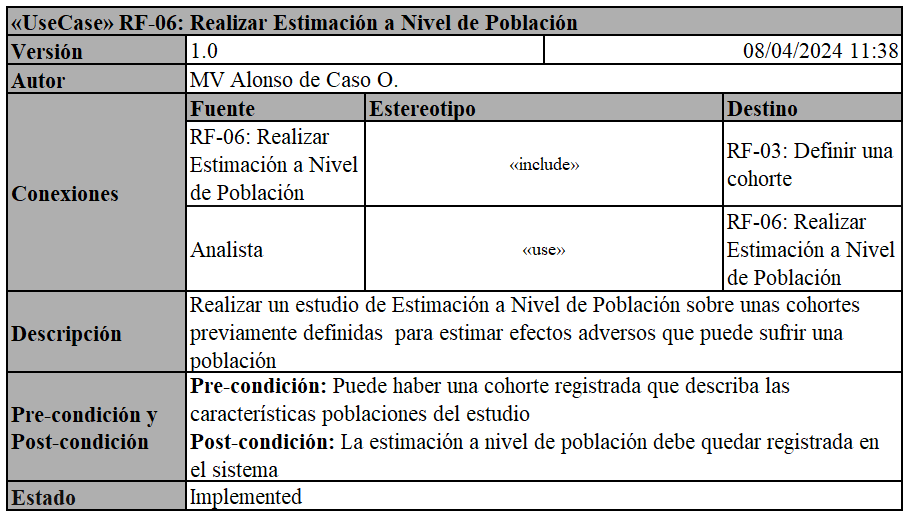 «UseCase» RF-06: Realizar Estimación a Nivel de Población
Versión 1.0 08/04/2024 11:38
Autor MV Alonso de Caso O.
Conexiones
Fuente Estereotipo Destino
RF-06: Realizar
Estimación a Nivel
de Población
«include»
RF-03: Definir una
cohorte
Analista
«use»
RF-06: Realizar
Estimación a Nivel
de Población
Descripción
Realizar un estudio de Estimación a Nivel de Población sobre unas cohortes
previamente definidas  para estimar efectos adversos que puede sufrir una
población
Pre-condición y
Post-condición
Pre-condición: Puede haber una cohorte registrada que describa las
características poblaciones del estudio
Post-condición: La estimación a nivel de población debe quedar registrada en
el sistema
Estado Implemented